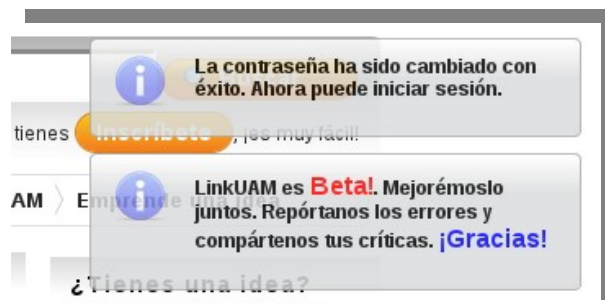 La contraseña ha sido cambiado con
éxito. Ahora puede iniciar sesión.
tienes Inscríbete, ¡es muy fácil!
LinkUAM es Beta!. Mejorémoslo
juntos. Repórtanos los errores y
compártenos tus críticas. ¡Gracias!
AM Emprende una idea
¿Tienes una idea?